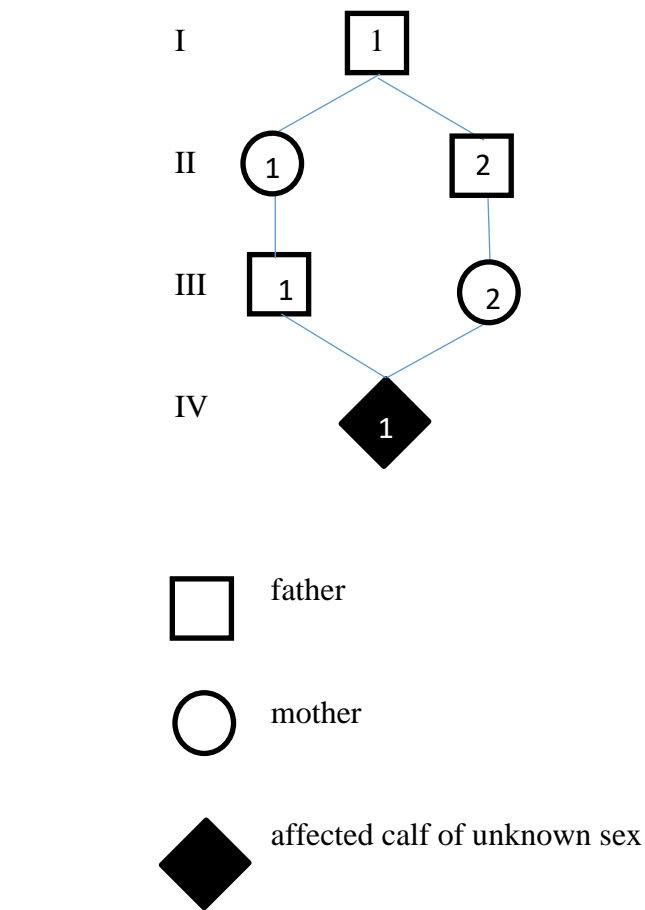 I 1
II 1 2
III 1 2
IV 1
father
mother
affected calf of unknown sex